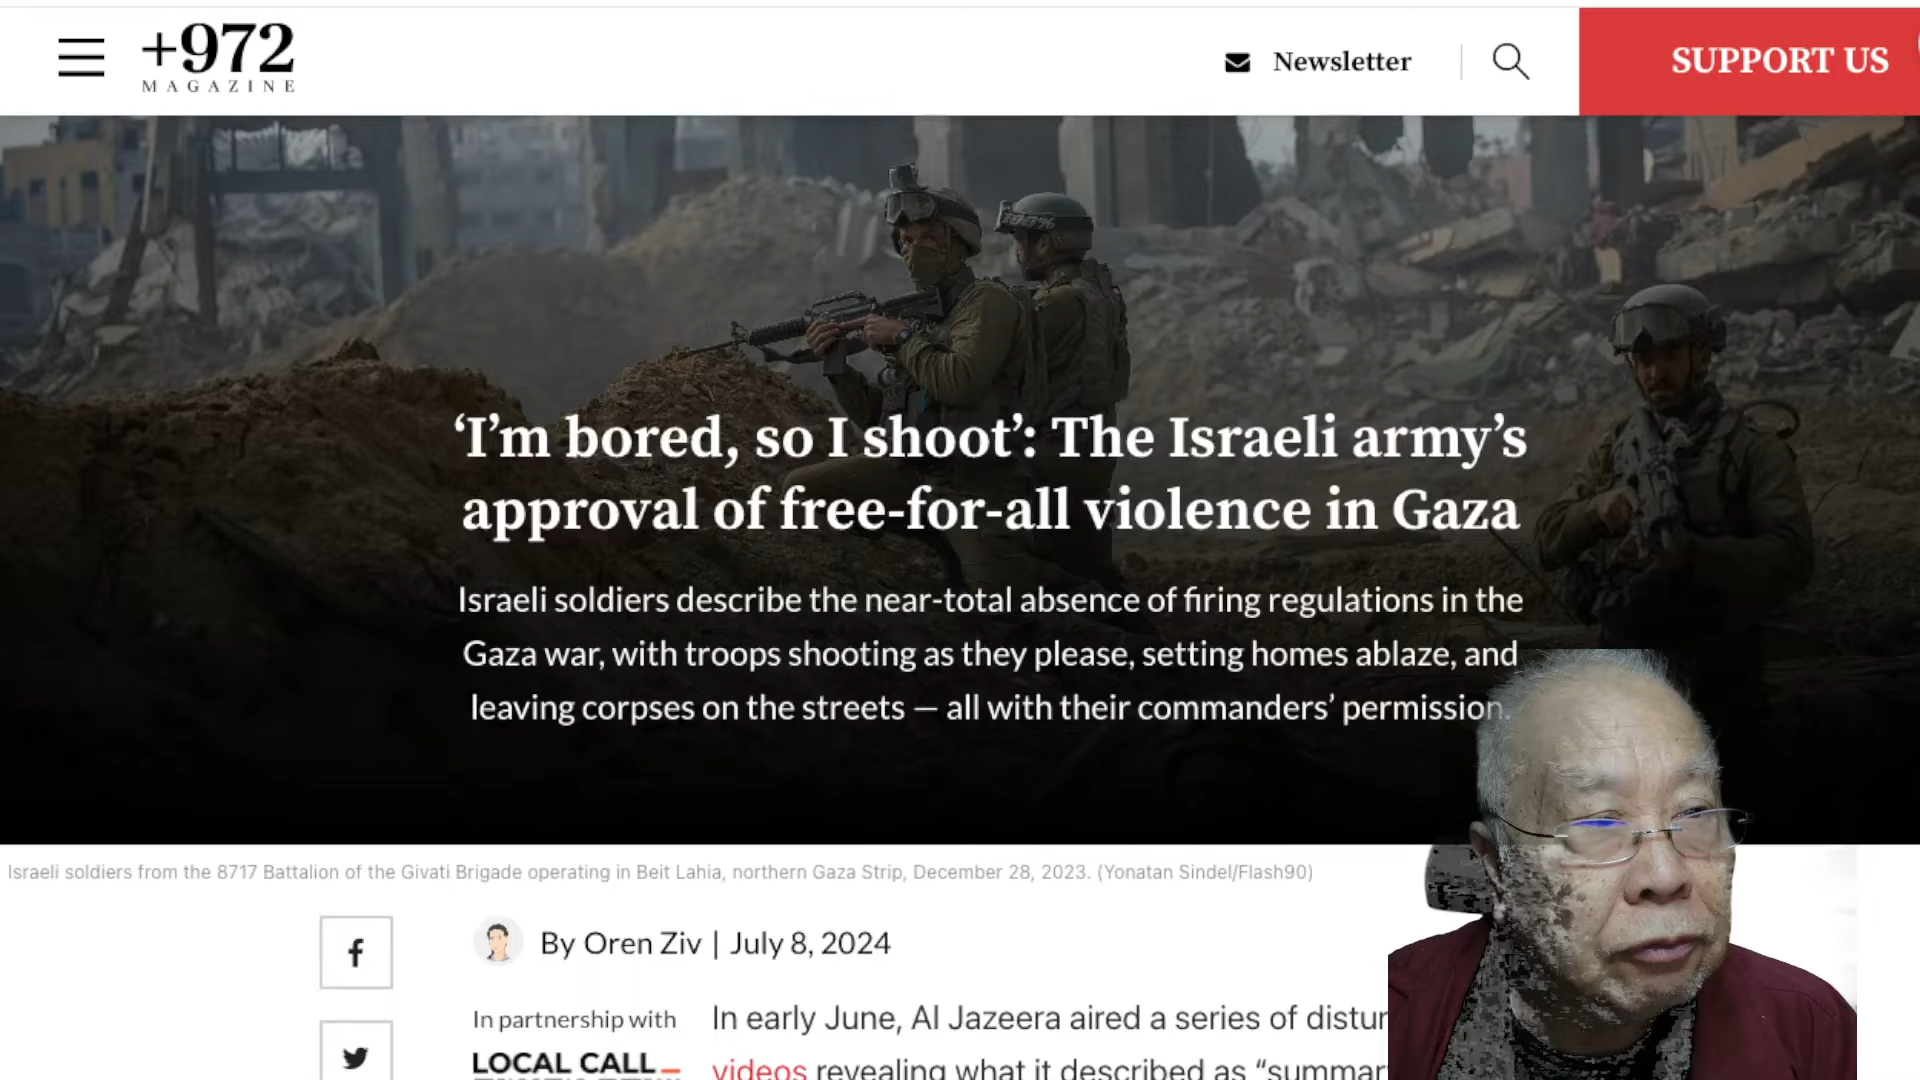 +972
MAGAZINE
Newsletter
SUPPORT US
‘I’m bored, so I shoot’: The Israeli army’s
approval of free-for-all violence in Gaza
Israeli soldiers describe the near-total absence of firing regulations in the
Gaza war, with troops shooting as they please, setting homes ablaze, and
leaving corpses on the streets — all with their commanders’ permission.
Israeli soldiers from the 8717 Battalion of the Givati Brigade operating in Beit Lahia, northern Gaza Strip, December 28, 2023. (Yonatan Sindel/Flash90)
By Oren Ziv | July 8, 2024
In partnership with
LOCAL CALL
In early June, Al Jazeera aired a series of distur
videos revealing what it described as “summar